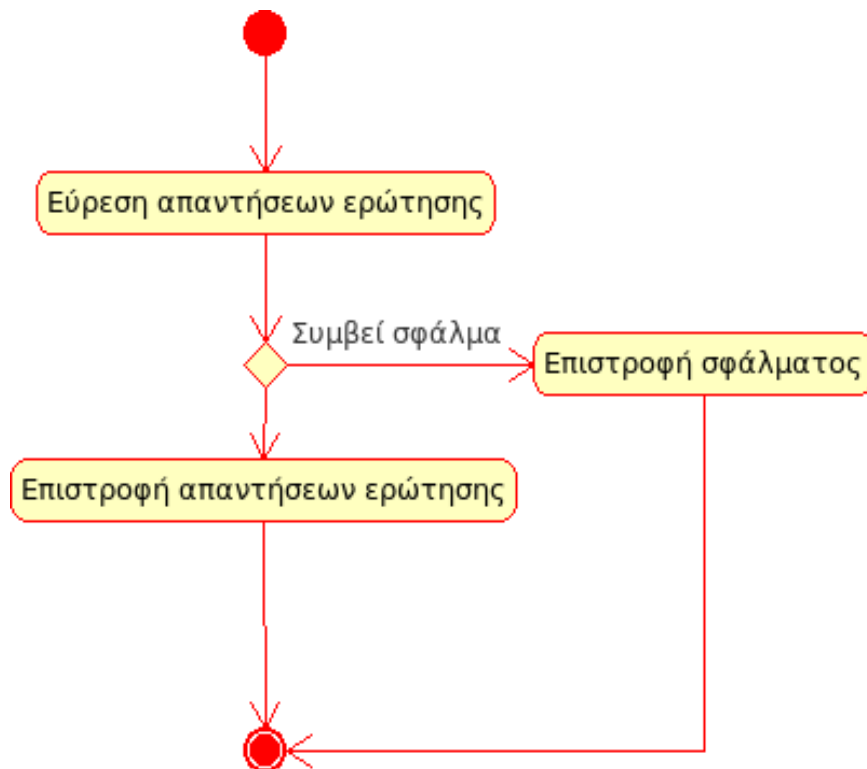 Εύρεση απαντήσεων ερώτησης
Συμβεί σφάλμα
Επιστροφή σφάλματος
Επιστροφή απαντήσεων ερώτησης